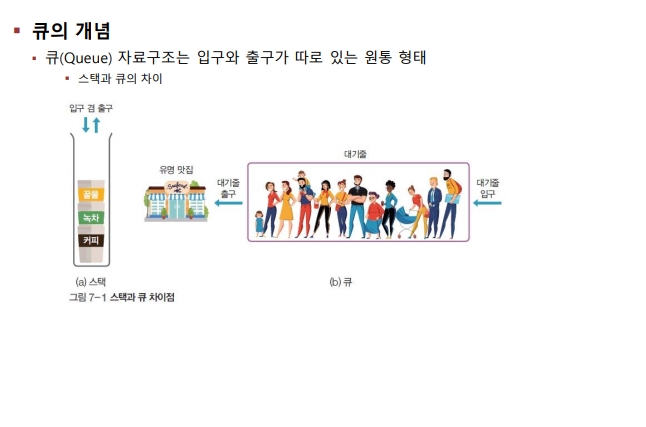 큐의 개념
큐(Queue) 자료구조는 입구와 출구가 따로 있는 원통 형태
스택과 큐의 차이
입구 겸 출구
대기줄
유명 맛집
대기줄
출구
대기줄
입구
꿀물
녹차
커피
(a) 스택
(b) 큐
그림 7-1 스택과 큐 차이점